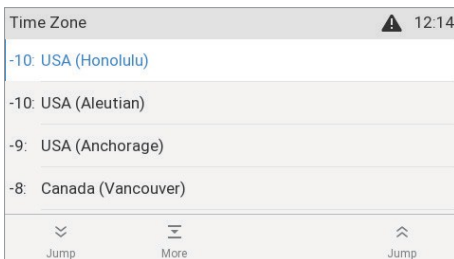 Time Zone 12:14
-10: USA (Honolulu)
-10: USA (Aleutian)
-9: USA (Anchorage)
-8: Canada (Vancouver)
Jump More Jump